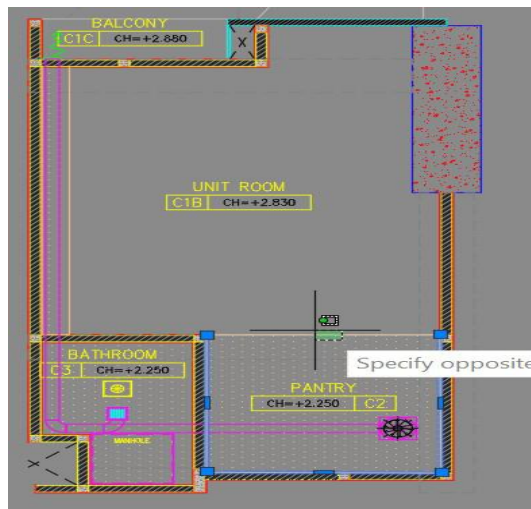 BALCONY
C1C CH=+2.880
X
UNIT ROOM
C1B CH=+2.830
BATHROOM
C3 CH=+2.250
Specify opposite
PANTRY
CH=+2.250 C2
MANHOLE